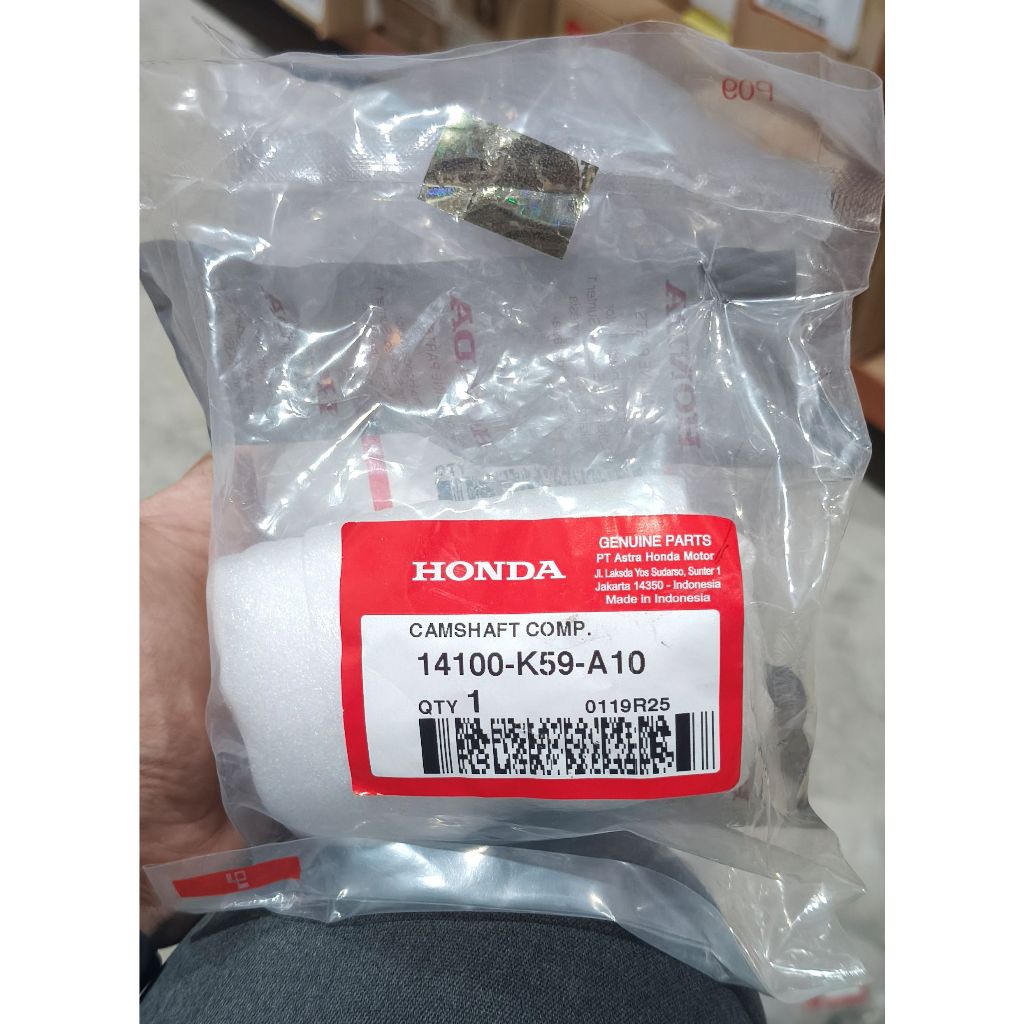 P09
HONDA
GENUINE PARTS
PT Astra Honda Motor
Jl. Laksda Yos Sudarso, Sunter 1
Jakarta 14350 - Indonesia
Made in Indonesia
CAMSHAFT COMP.
14100-K59-A10
QTY 1
0119R25